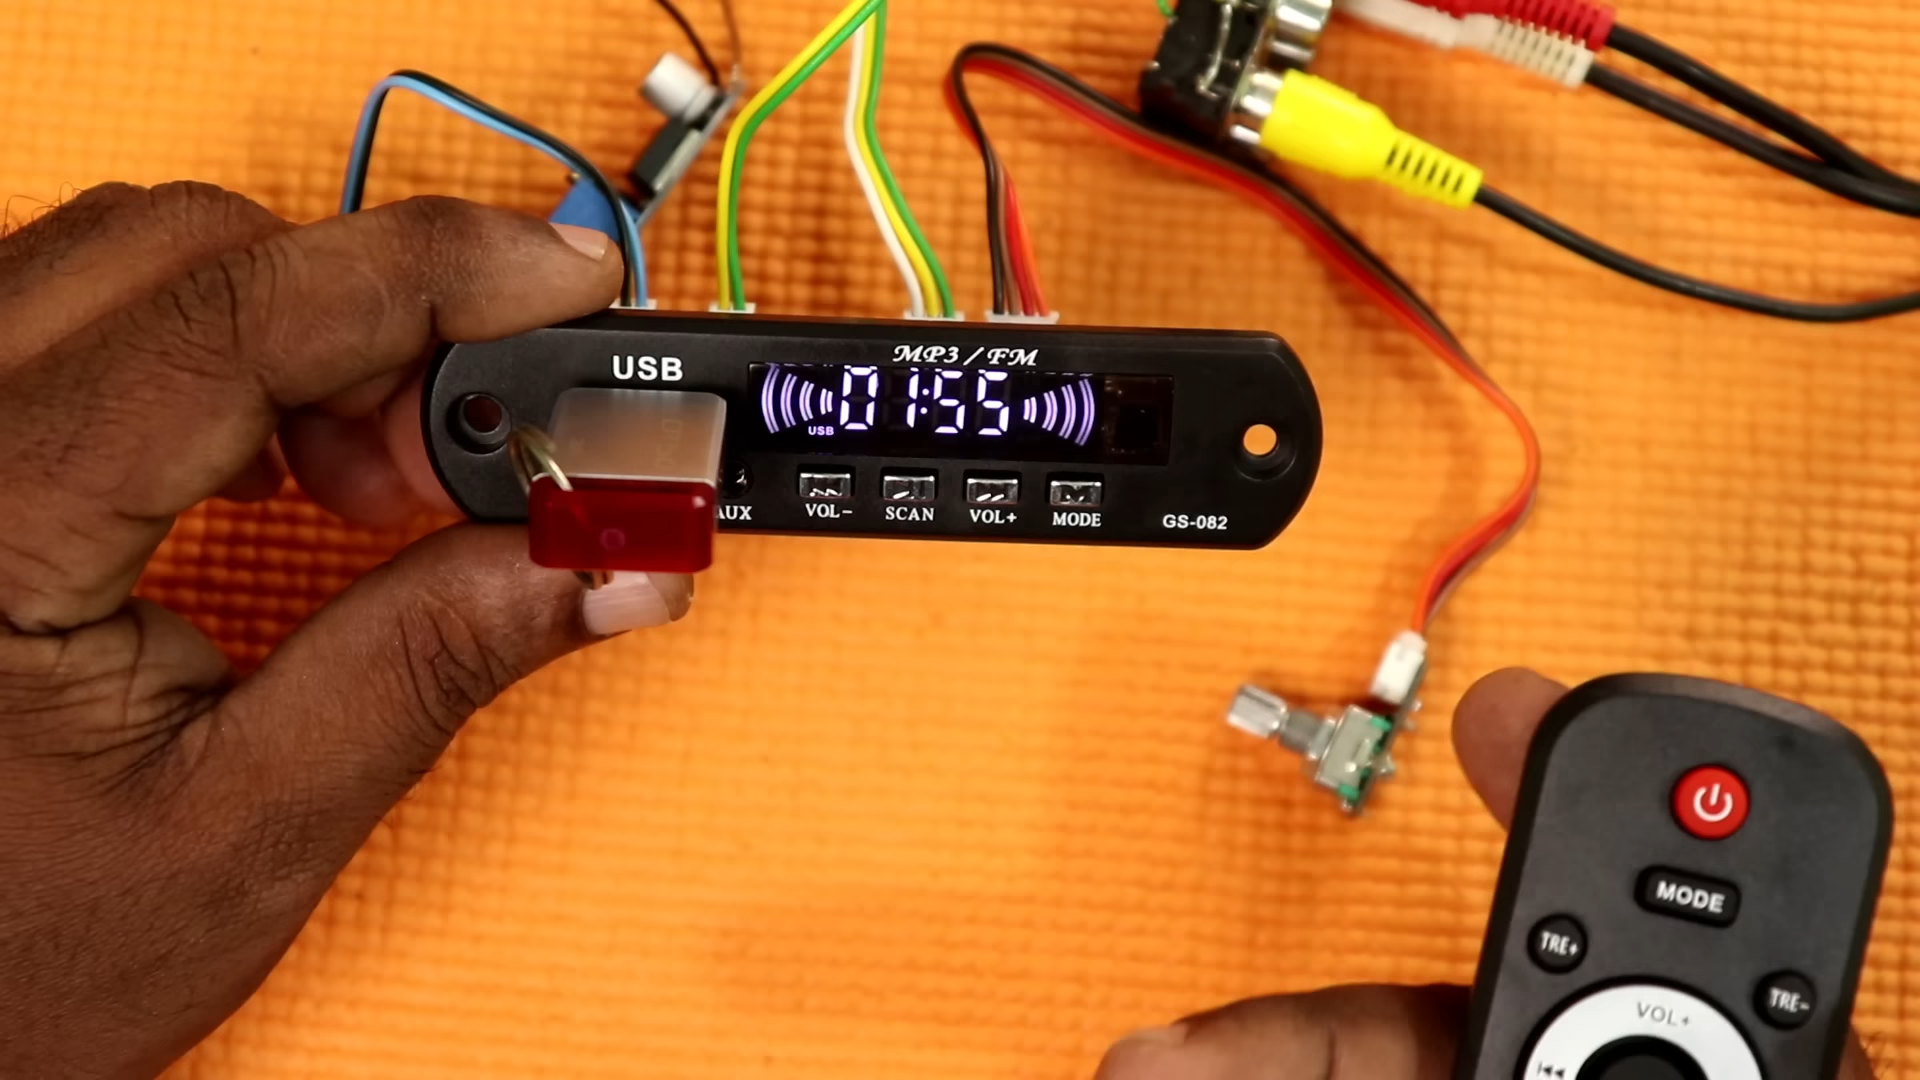 USB
MP3/FM
01:55
USB
AUX
VOL-
SCAN
VOL+
MODE
GS-082
MODE
TRE+
TRE-
VOL+